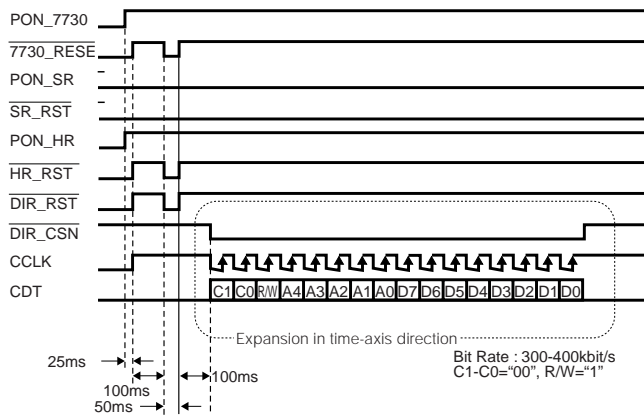 PON_7730
7730_RESE
PON_SR
SR_RST
PON_HR
HR_RST
DIR_RST
DIR_CSN
CCLK
CDT
C1 C0 R/W A4 A3 A2 A1 A0 D7 D6 D5 D4 D3 D2 D1 D0
Expansion in time-axis direction
25ms
100ms
100ms
50ms
Bit Rate : 300-400kbit/s
C1-C0="00", R/W="1"